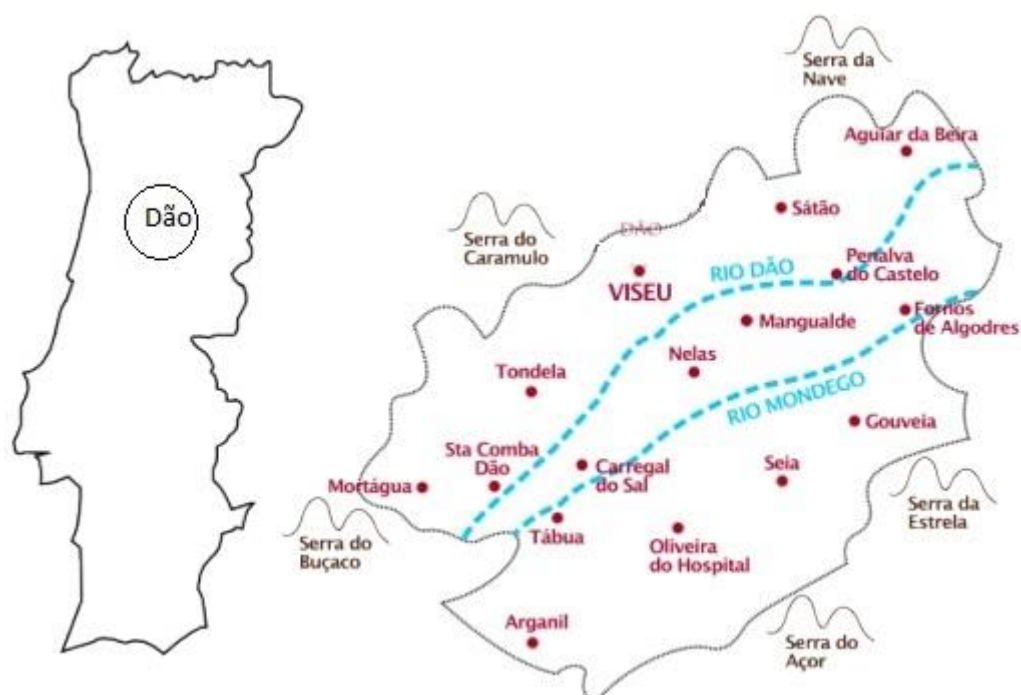 Dão
Serra da
Nave
Aguiar da Beira
Sátão
Serra do
Caramulo
DÃO
VISEU
RIO DÃO
Penalva
do Castelo
Mangualde
Fornos
de Algodres
Nelas
Tondela
RIO MONDEGO
Gouveia
Sta Comba
Dão
Carregal
do Sal
Seia
Mortágua
Serra da
Estrela
Serra do
Buçaco
Tábua
Oliveira
do Hospital
Arganil
Serra do
Açor